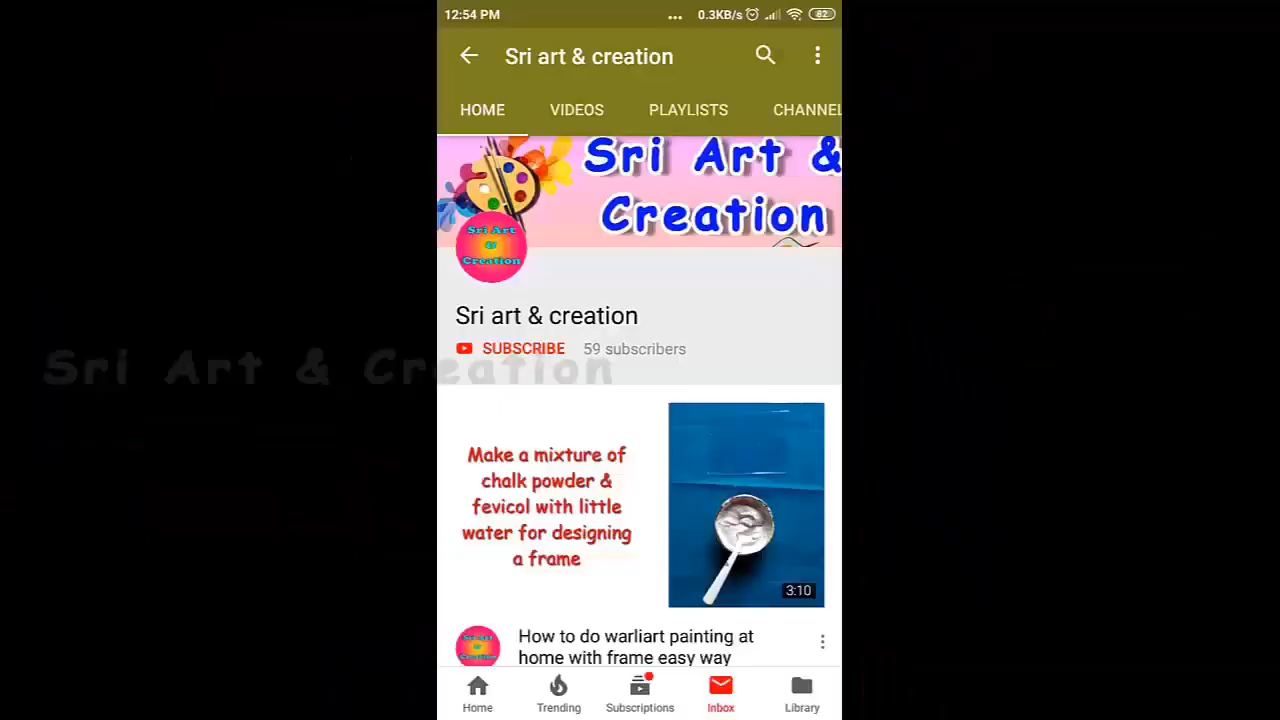 12:54 PM
0.3KB/s
82
Sri art & creation
HOME
VIDEOS
PLAYLISTS
CHANNEL
Sri Art &
Creation
Sri Art
&
Creation
Sri art & creation
SUBSCRIBE
59 subscribers
Sri Art & Creation
Make a mixture of
chalk powder &
fevicol with little
water for designing
a frame
3:10
Sri Art
&
Creation
How to do warliart painting at
home with frame easy way
Home
Trending
Subscriptions
Inbox
Library